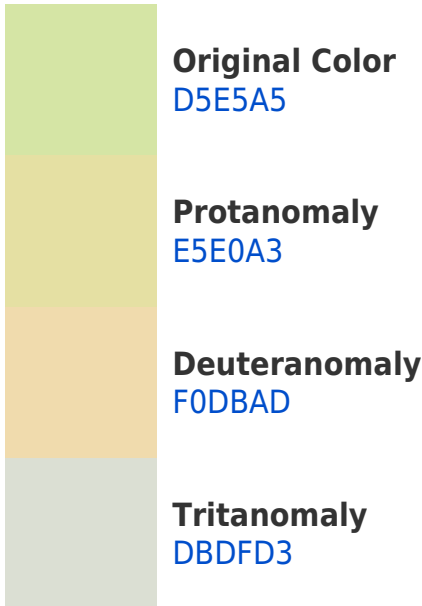 Original Color
D5E5A5
Protanomaly
E5E0A3
Deuteranomaly
F0DBAD
Tritanomaly
DBDFD3